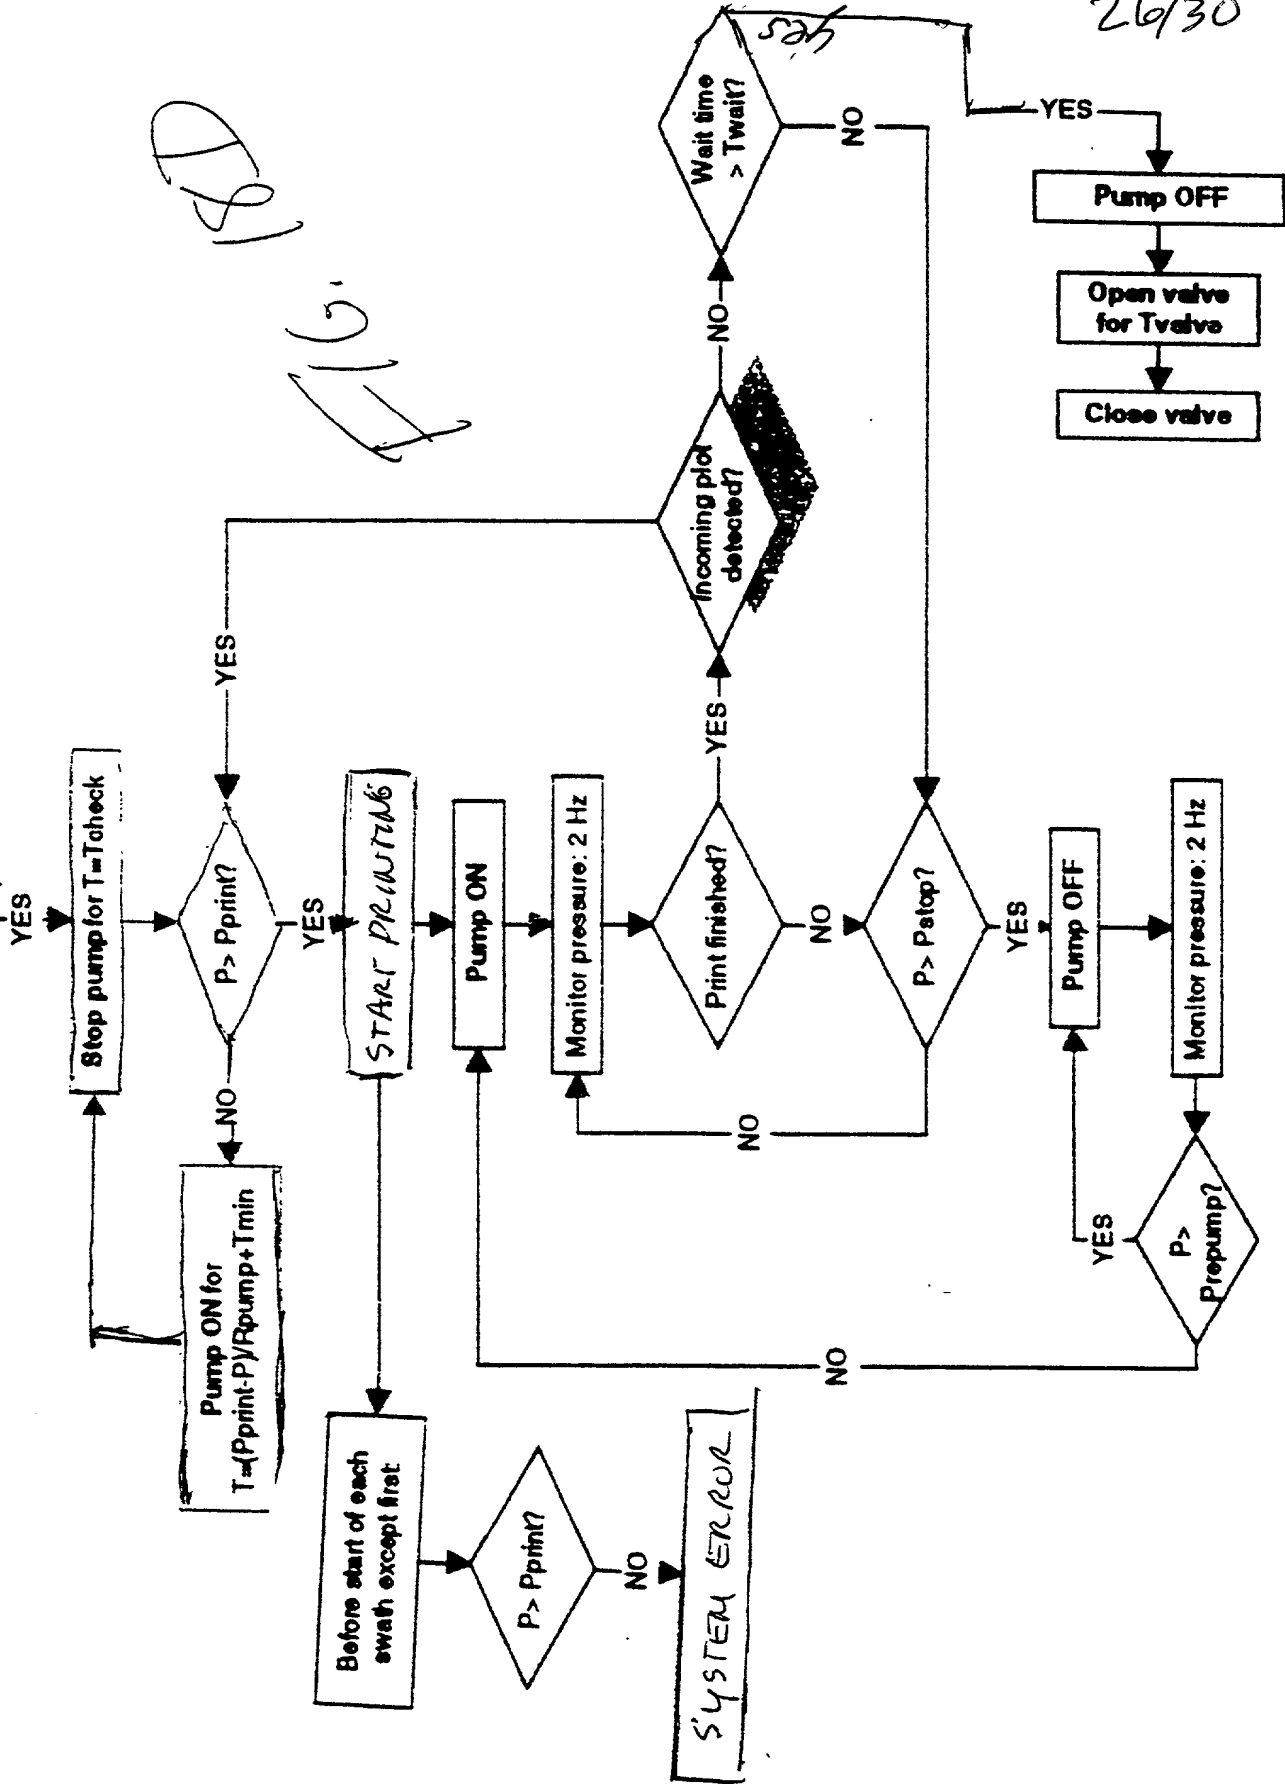 26/30
FIG. 18D
YES
Stop pump for T=Tcheck
P> Pprint?
NO
Pump ON for
T=(Pprint-P)/Rpump+Tmin
YES
YES
START PRINTING
Before start of each
swath except first:
P> Pprint?
NO
SYSTEM ERROR
Pump ON
Monitor pressure: 2 Hz
Print finished?
YES
Incoming plot
detected?
NO
Wait time
> Twait?
yes
YES
NO
Pump OFF
Open valve
for Tvalve
Close valve
NO
P> Pstop?
NO
YES
Pump OFF
Monitor pressure: 2 Hz
P>
Prepump?
YES
NO